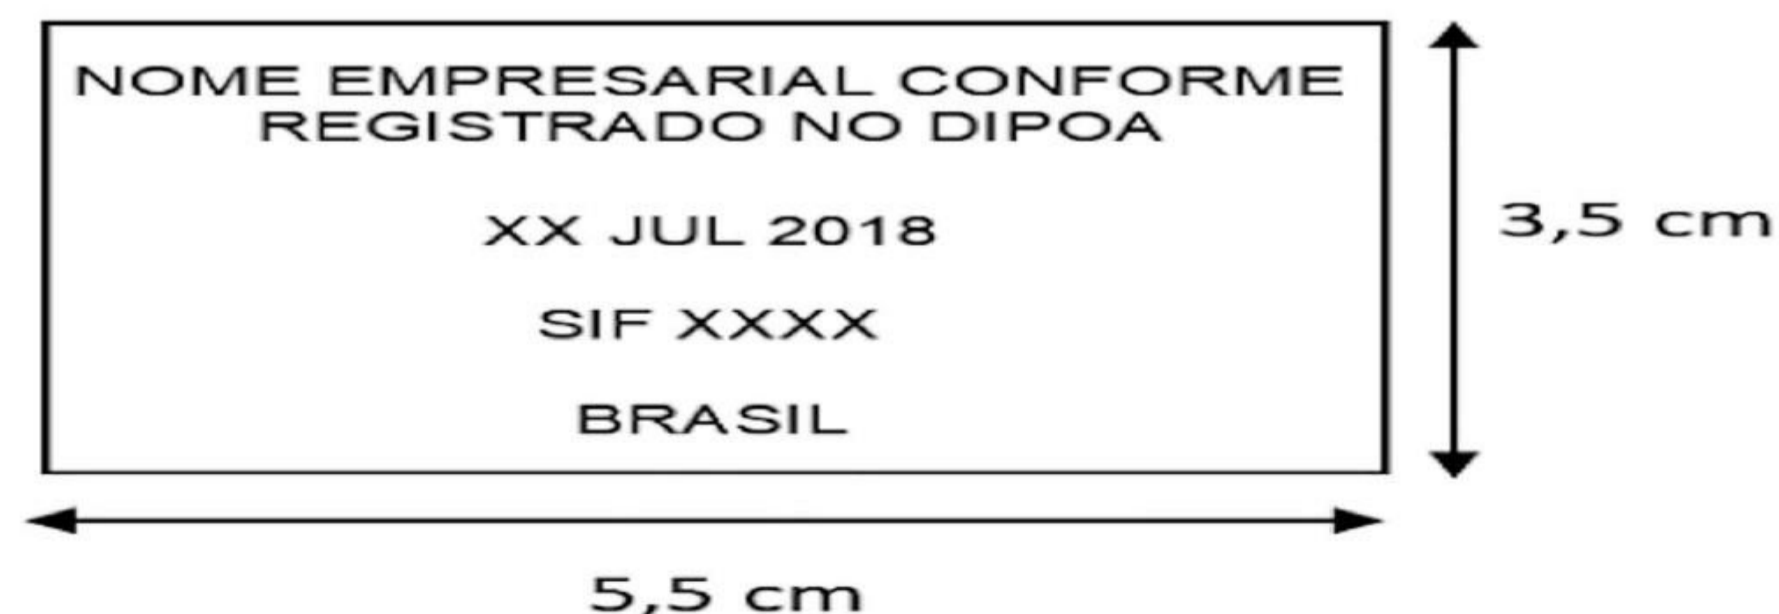 NOME EMPRESARIAL CONFORME
REGISTRADO NO DIPOA
XX JUL 2018
SIF XXXX
BRASIL
3,5 cm
5,5 cm